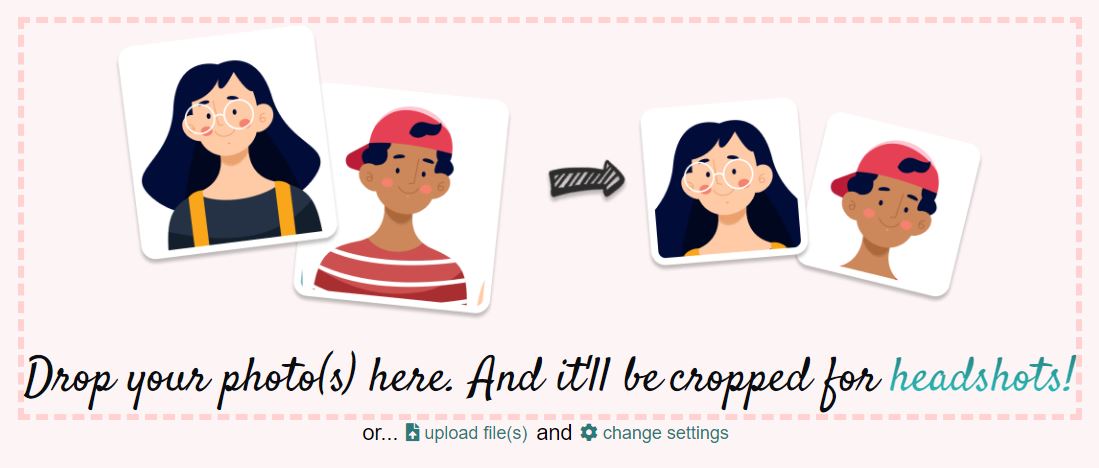 Drop your photo(s) here. And it'll be cropped for headshots!
or... upload file(s) and change settings